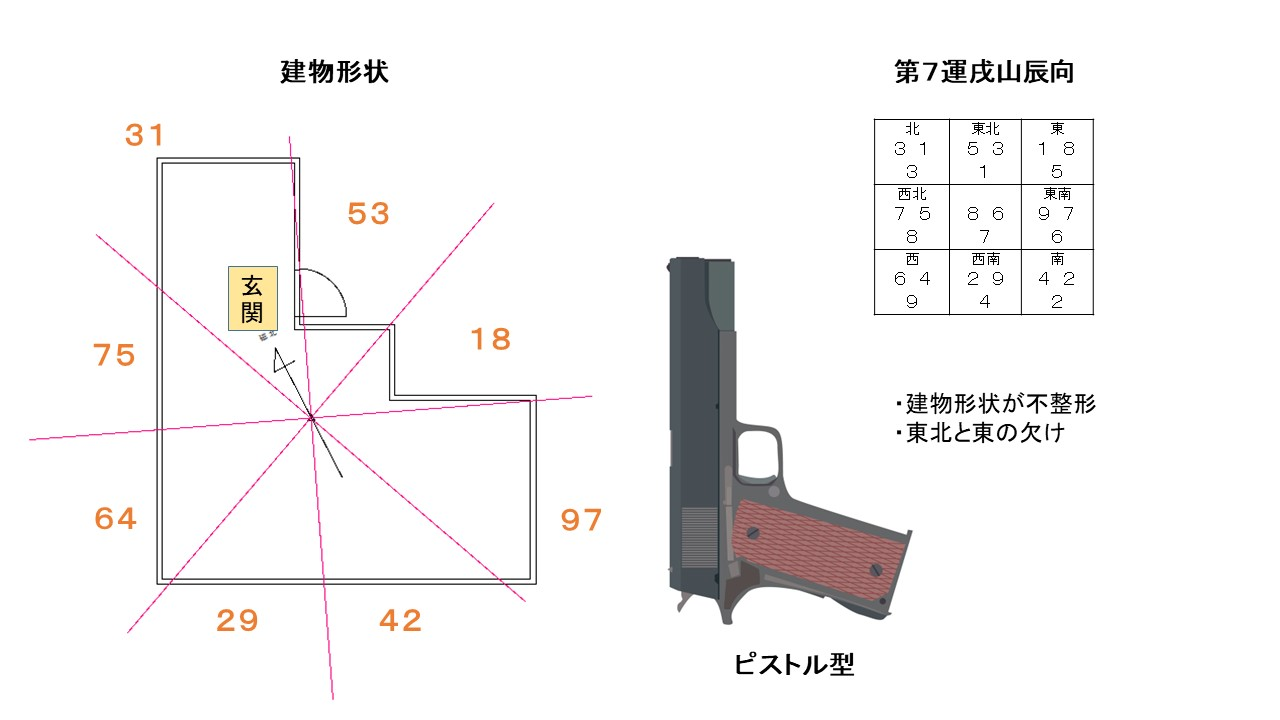 建物形状
31
53
玄
関
磁北
75
18
64
97
29
42
ピストル型
第７運戌山辰向
北 東北 東
３ １ ５ ３ １ ８
３ １ ５
西北 東南
７ ５ ８ ６ ９ ７
８ ７ ６
西 西南 南
６ ４ ２ ９ ４ ２
９ ４ ２
・建物形状が不整形
・東北と東の欠け